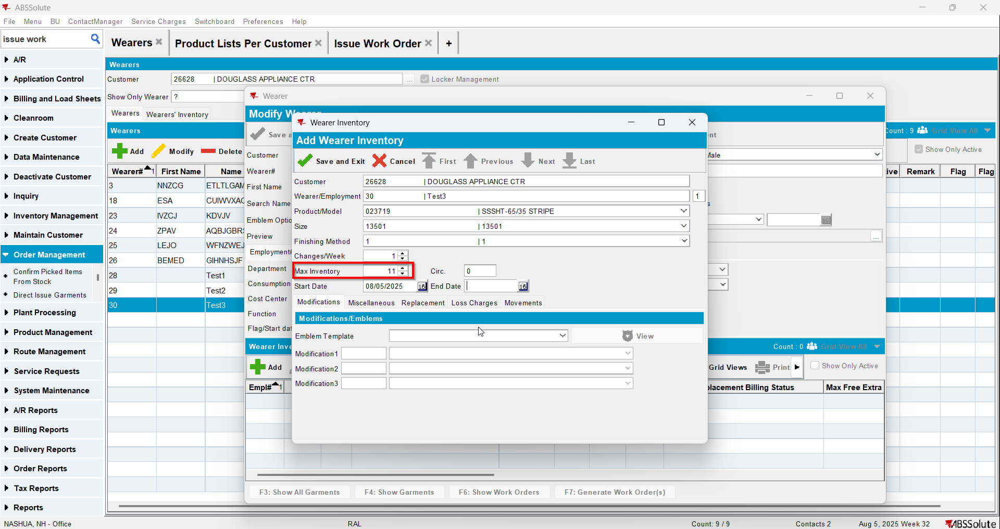 ABSSolute
File Menu BU ContactManager Service Charges Switchboard Preferences Help
issue work
Wearers
Product Lists Per Customer
Issue Work Order
+
A/R
Application Control
Billing and Load Sheets
Cleanroom
Create Customer
Data Maintenance
Deactivate Customer
Inquiry
Inventory Management
Maintain Customer
Order Management
Confirm Picked Items
From Stock
Direct Issue Garments
Plant Processing
Product Management
Route Management
Service Requests
System Maintenance
A/R Reports
Billing Reports
Delivery Reports
Order Reports
Tax Reports
Reports
Wearers
Customer 26628 | DOUGLASS APPLIANCE CTR ... Locker Management
Show Only Wearer ?
Wearers Wearers' Inventory
Wearers
Count : 9 Grid View All
Add Modify Delete
Show Only Active
Wearer# 1 First Name Name
Remark Flag Flag
3 NNZCG ETLTLGAM
18 ESA CUIWVXAC
23 IVZCJ KDVJV
24 ZPAV AQBJGBRS
25 LEJO WFNZWEJ
26 BEMED GIHNHSJF
28 Test1
29 Test2
30 Test3
Wearer
Modify Wearer
Save a
nt
Customer
Male
Wearer#
First Name
Search Name
s
Emblem Optio
16
Preview
...
Employment#
Department
Consumption
Cost Center
Function
Flag/Start dat
Wearer Inve
Count : 0 Grid View All
Add
Grid Views Print Show Only Active
Empl# 1
placement Billing Status Max Free Extra
F3: Show All Garments F4: Show Garments F6: Show Work Orders F7: Generate Work Order(s)
Wearer Inventory
Add Wearer Inventory
Save and Exit Cancel First Previous Next Last
Customer 26628 | DOUGLASS APPLIANCE CTR
Wearer/Employment 30 | Test3 1
Product/Model 023719 | SSSHT-65/35 STRIPE
Size 13501 | 13501
Finishing Method 1 | 1
Changes/Week 1
Max Inventory 11 Circ. 0
Start Date 08/05/2025 16 End Date 16
Modifications Miscellaneous Replacement Loss Charges Movements
Modifications/Emblems
Emblem Template View
Modification1
Modification2
Modification3
NASHUA, NH - Office RAL Count: 9 / 9 Contacts 2 Aug 5, 2025 Week 32 ABSSolute